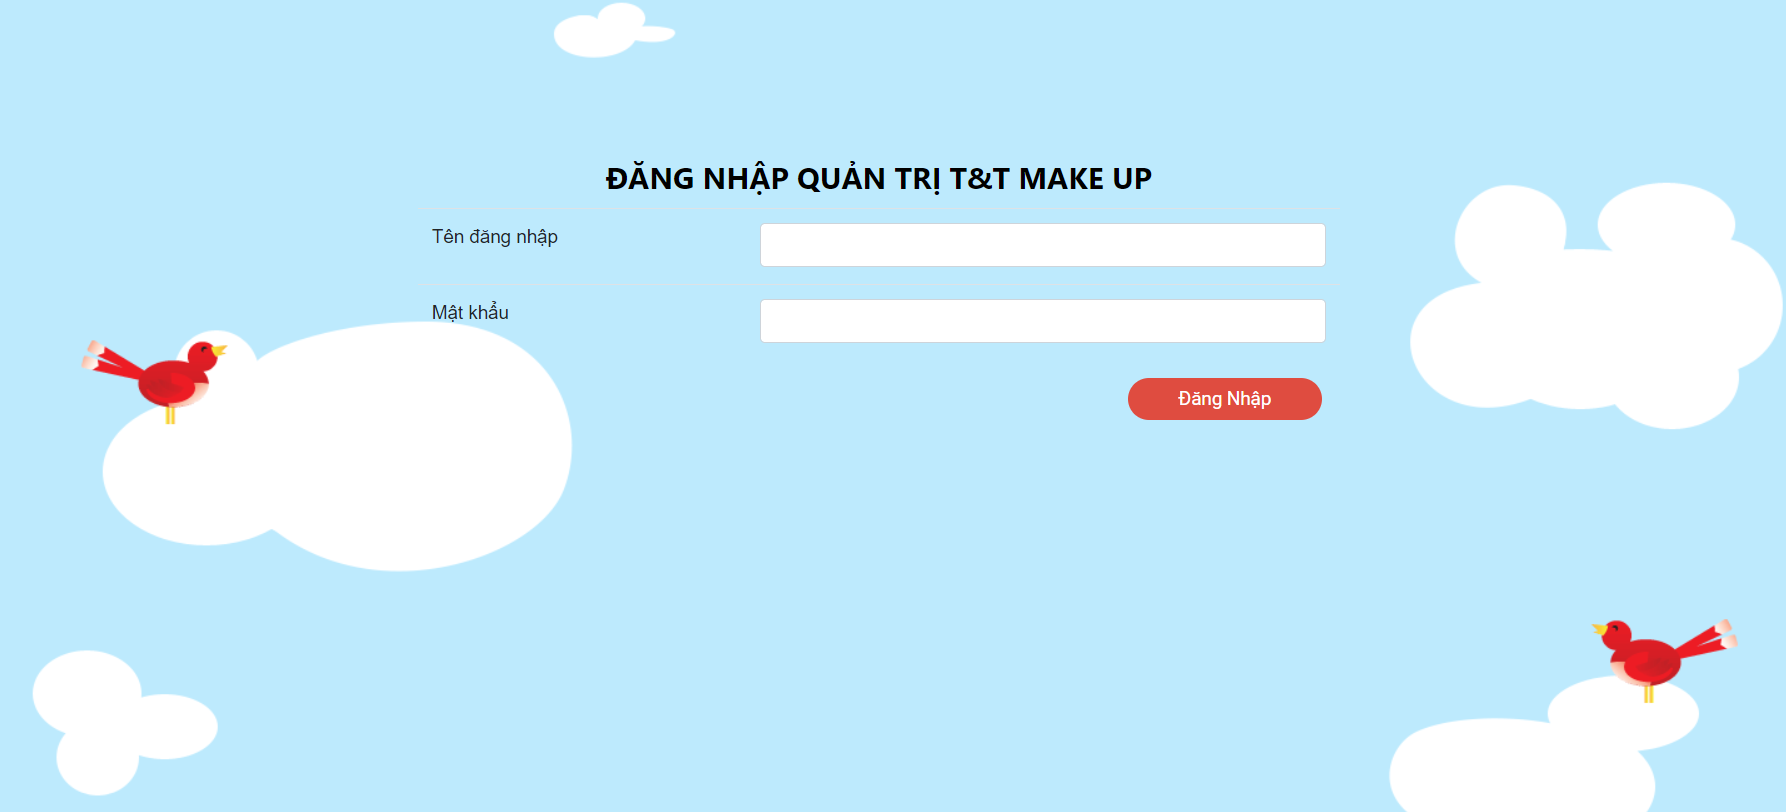 ĐĂNG NHẬP QUẢN TRỊ T&T MAKE UP
Tên đăng nhập
Mật khẩu
Đăng Nhập